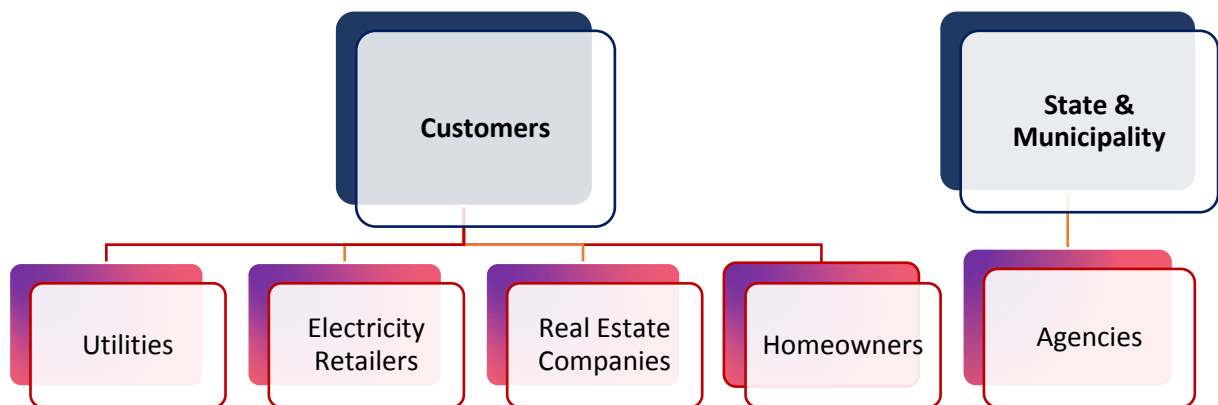 Customers
State &
Municipality
Utilities
Electricity
Retailers
Real Estate
Companies
Homeowners
Agencies